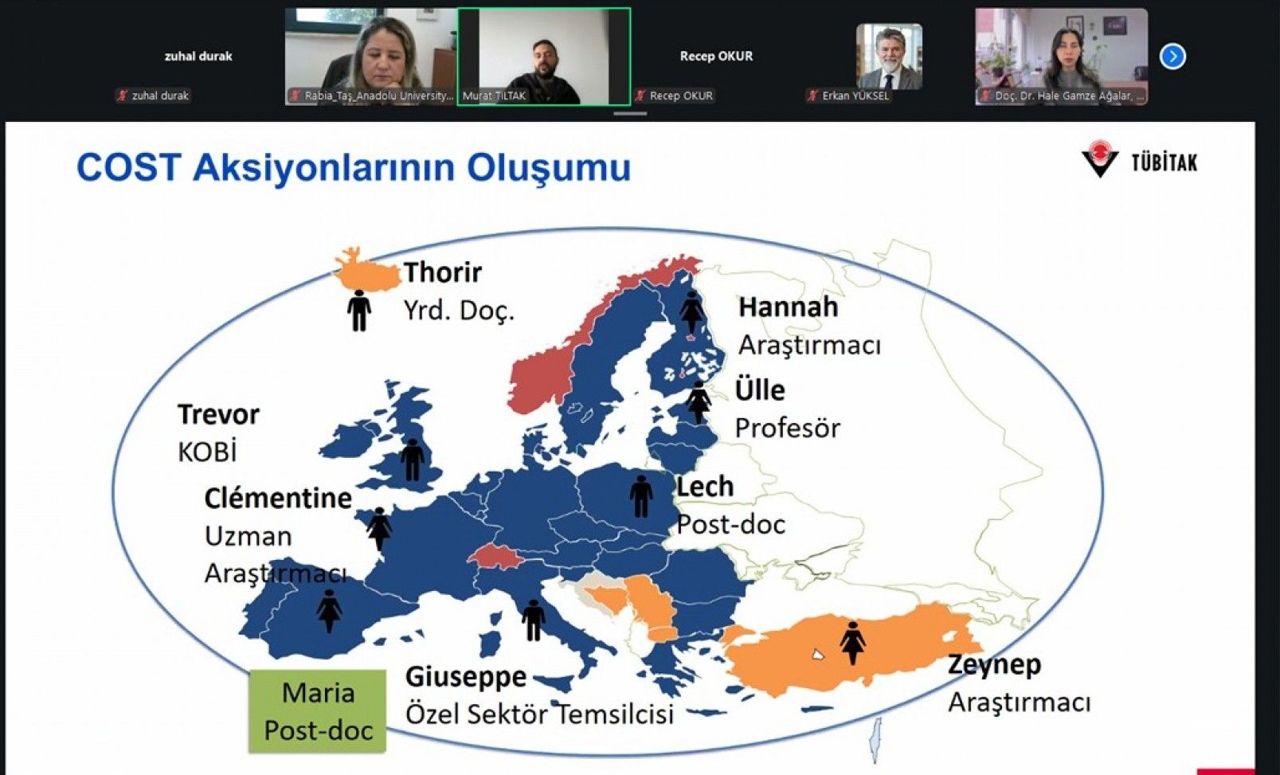 zuhal durak
Recep OKUR
zuhal durak
Rabia_Taş_Anadolu University...
Murat TILTAK
Recep OKUR
Erkan YÜKSEL
Doç. Dr. Hale Gamze Ağalar, ...
COST Aksiyonlarının Oluşumu
TÜBİTAK
Thorir
Yrd. Doç.
Hannah
Araştırmacı
Ülle
Profesör
Trevor
KOBİ
Lech
Post-doc
Clémentine
Uzman
Araştırmacı
Zeynep
Araştırmacı
Giuseppe
Özel Sektör Temsilcisi
Maria
Post-doc